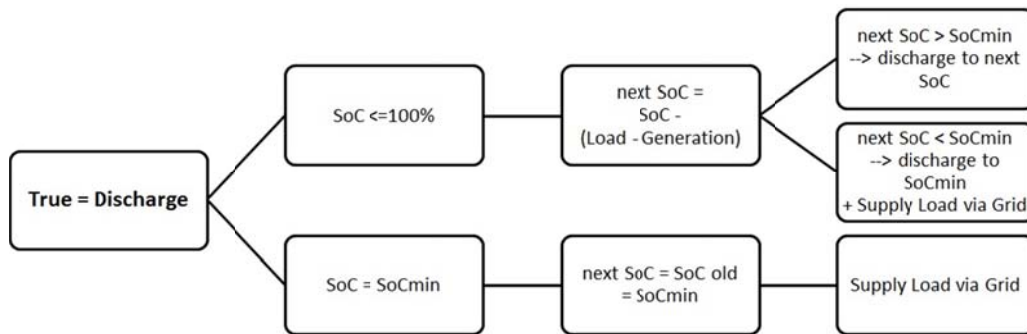 True = Discharge
SoC <=100%
next SoC =
SoC -
(Load - Generation)
next SoC > SoCmin
--> discharge to next
SoC
next SoC < SoCmin
--> discharge to
SoCmin
+ Supply Load via Grid
SoC = SoCmin
next SoC = SoC old
= SoCmin
Supply Load via Grid